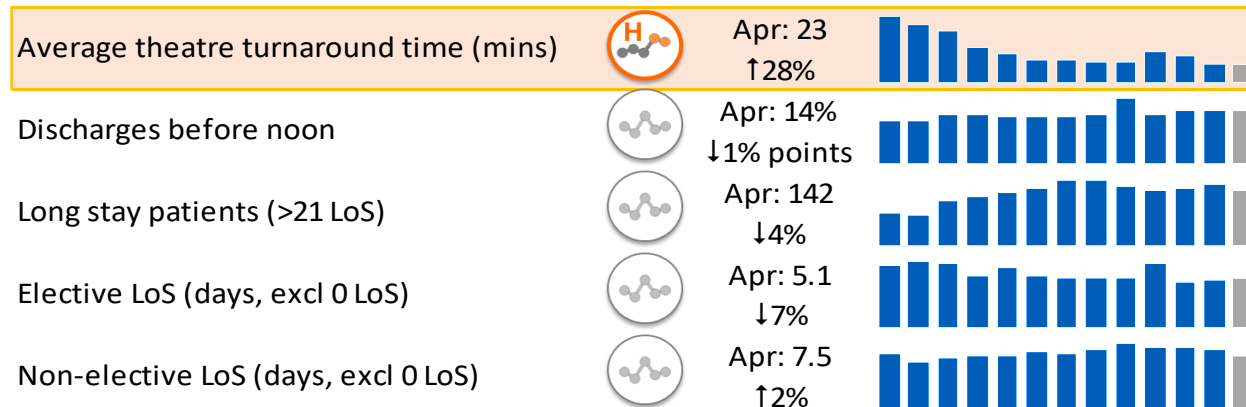 Average theatre turnaround time (mins)
H
Apr: 23
↑28%
Discharges before noon
Apr: 14%
↓1% points
Long stay patients (>21 LoS)
Apr: 142
↓4%
Elective LoS (days, excl 0 LoS)
Apr: 5.1
↓7%
Non-elective LoS (days, excl 0 LoS)
Apr: 7.5
↑2%